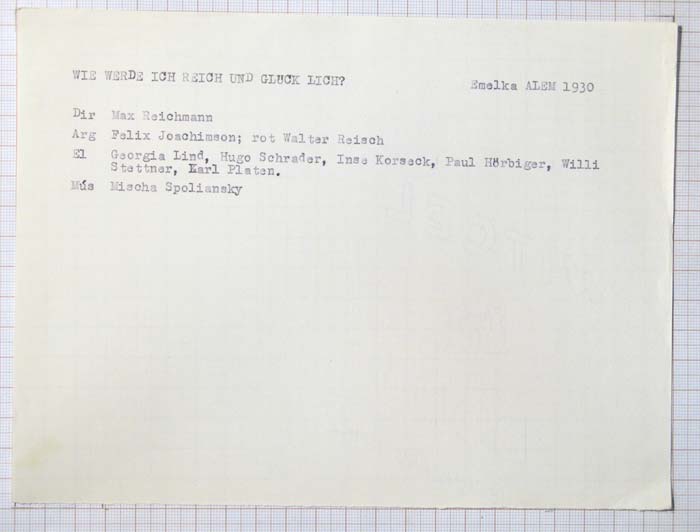 WIE WERDE ICH REICH UND GLUCK LICH? Emelka ALEM 1930
Dir Max Reichmann
Arg Felix Joachimson; rot Walter Reisch
El Georgia Lind, Hugo Schrader, Inse Korseck, Paul Hörbiger, Willi
Stettner, Karl Platen.
Mús Mischa Spoliansky